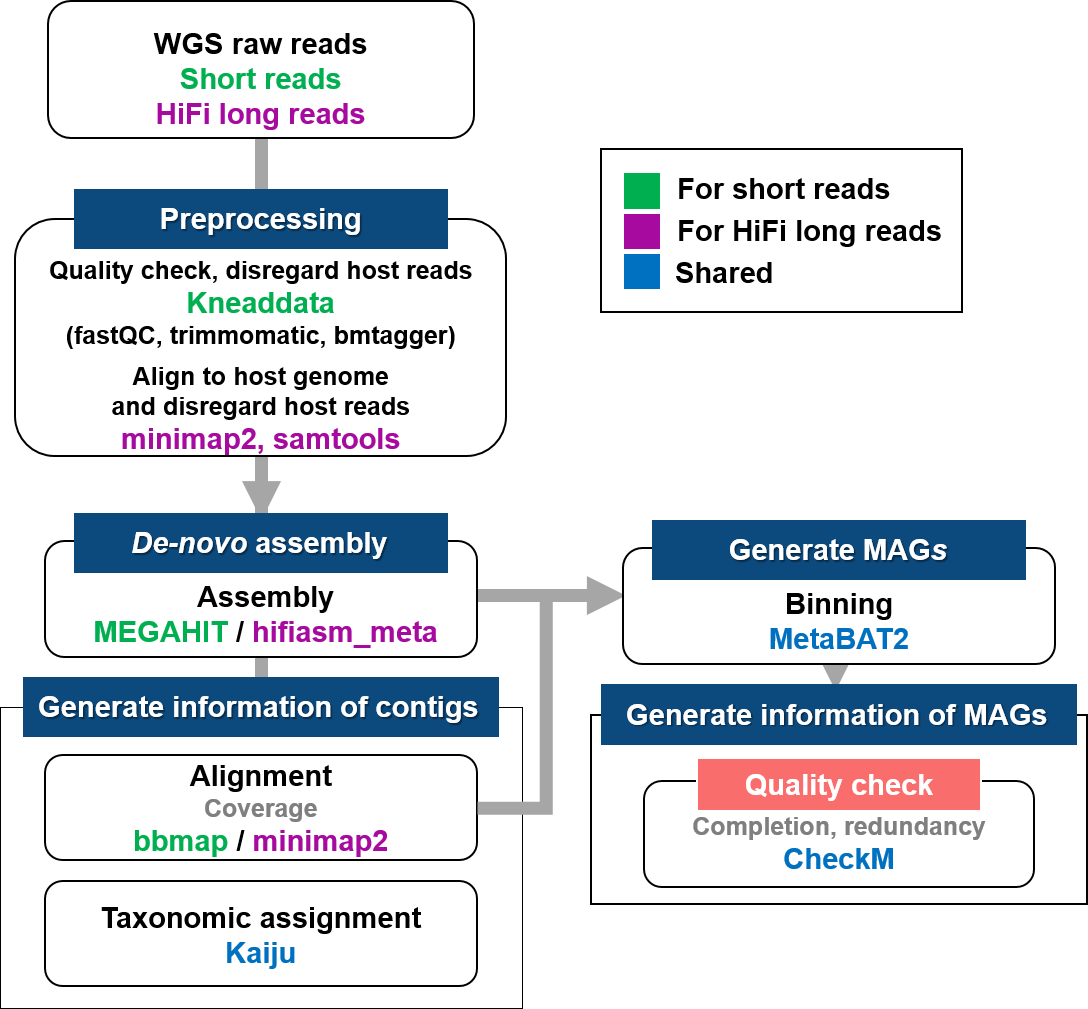 WGS raw reads
Short reads
HiFi long reads
Preprocessing
Quality check, disregard host reads
Kneaddata
(fastQC, trimmomatic, bmtagger)
Align to host genome
and disregard host reads
minimap2, samtools
For short reads
For HiFi long reads
Shared
De-novo assembly
Assembly
MEGAHIT / hifiasm_meta
Generate information of contigs
Alignment
Coverage
bbmap / minimap2
Taxonomic assignment
Kaiju
Generate MAGs
Binning
MetaBAT2
Generate information of MAGs
Quality check
Completion, redundancy
CheckM